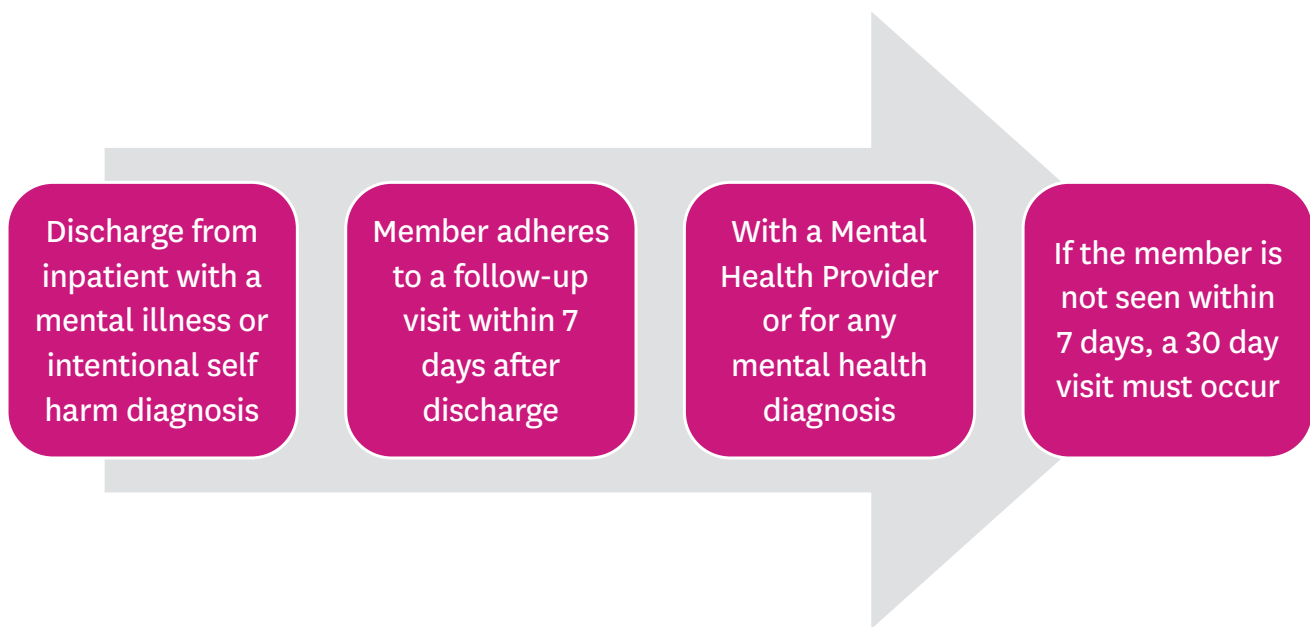 Discharge from
inpatient with a
mental illness or
intentional self
harm diagnosis
Member adheres
to a follow-up
visit within 7
days after
discharge
With a Mental
Health Provider
or for any
mental health
diagnosis
If the member is
not seen within
7 days, a 30 day
visit must occur